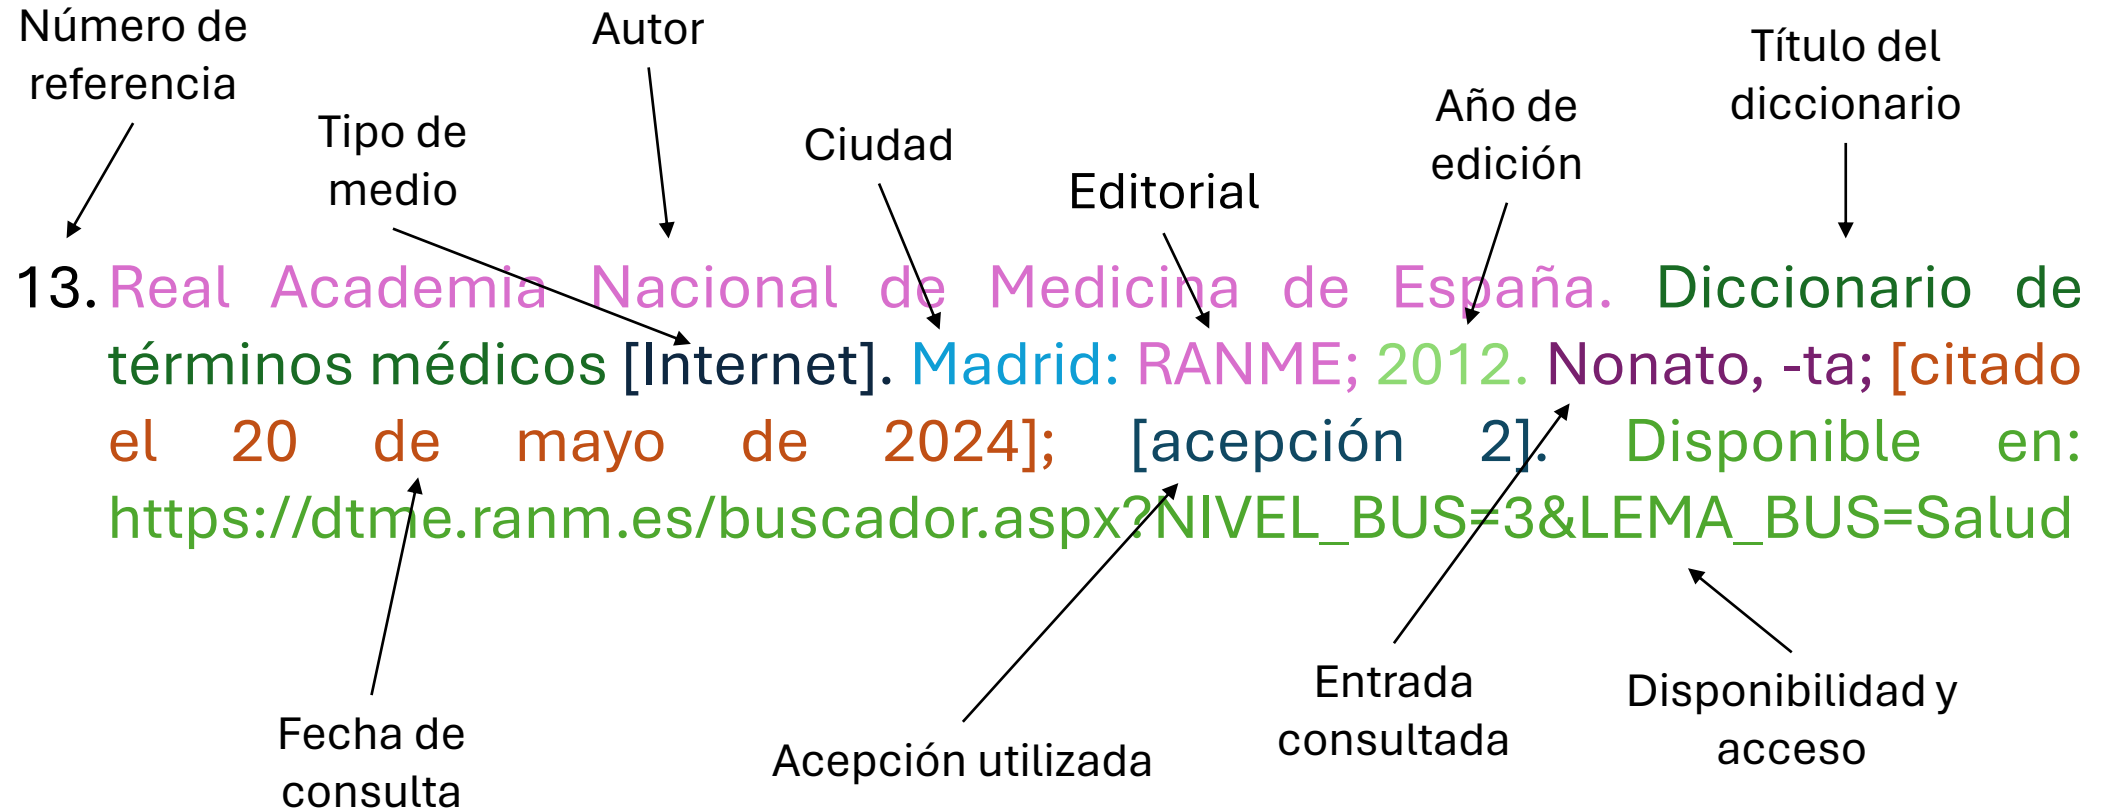 Número de
referencia
Autor
Título del
diccionario
Tipo de
medio
Ciudad
Editorial
Año de
edición
13. Real Academia Nacional de Medicina de España. Diccionario de
términos médicos [Internet]. Madrid: RANME; 2012. Nonato, -ta; [citado
el 20 de mayo de 2024]; [acepción 2]. Disponible en:
https://dtme.ranm.es/buscador.aspx?NIVEL_BUS=3&LEMA_BUS=Salud
Fecha de
consulta
Acepción utilizada
Entrada
consultada
Disponibilidad y
acceso